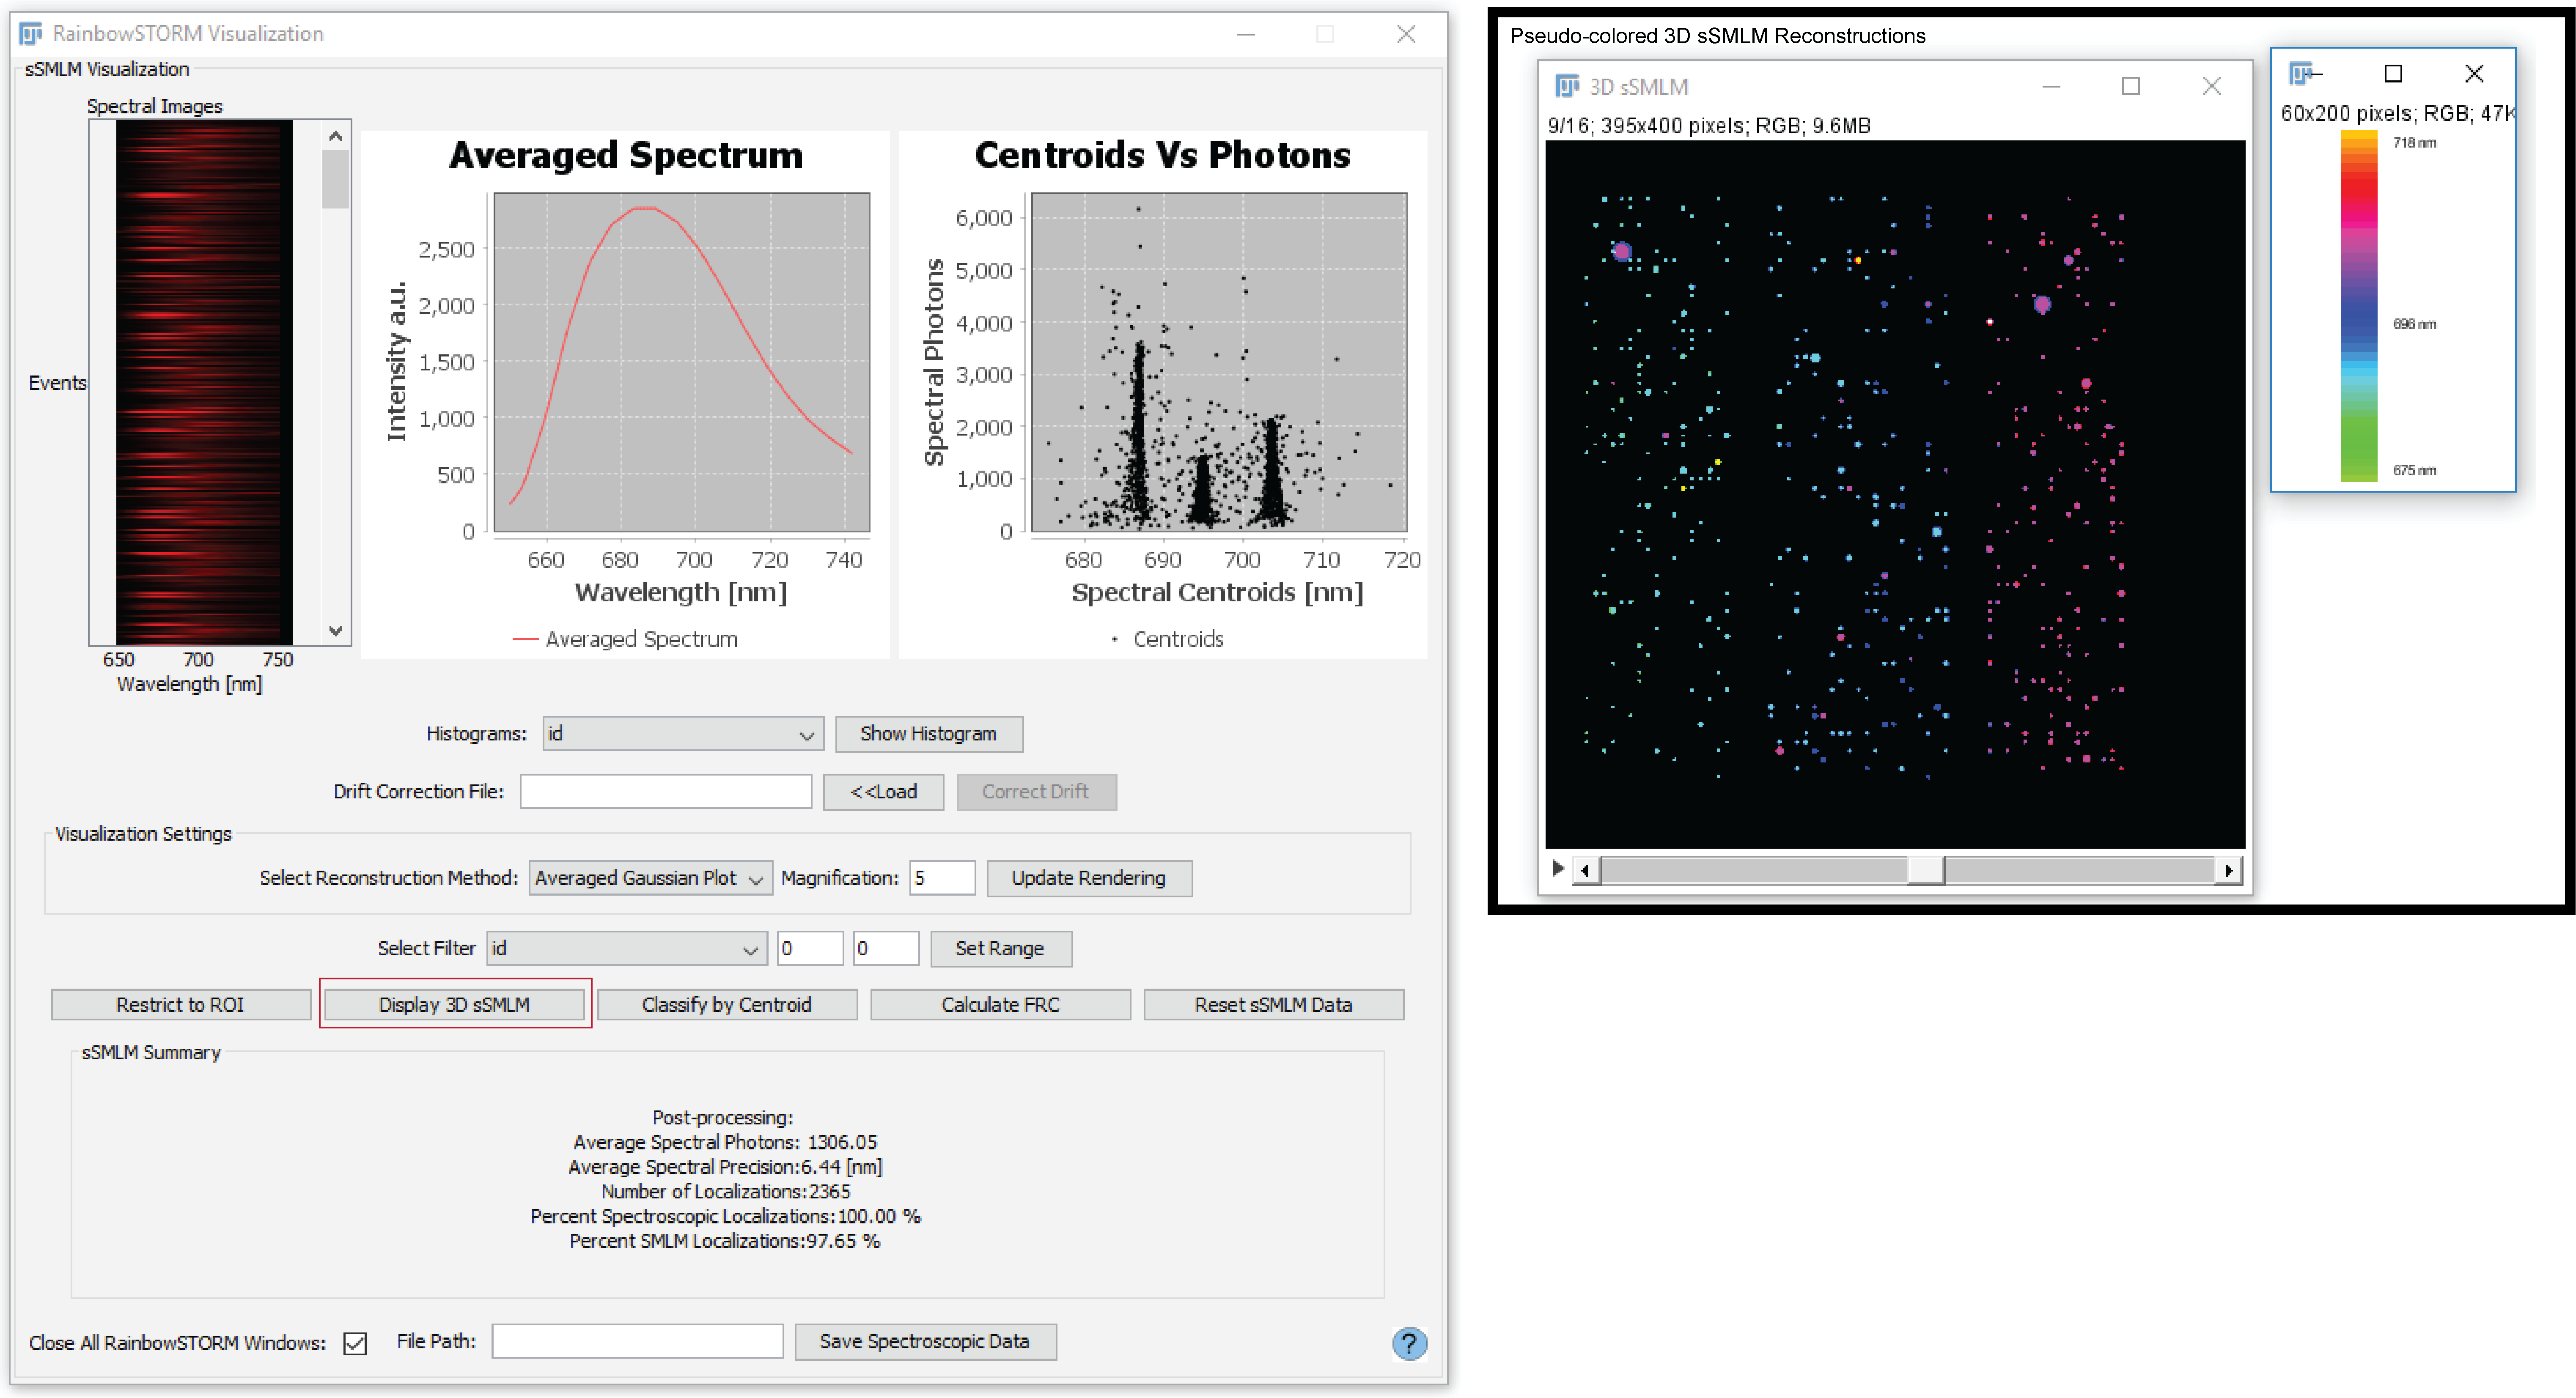 RainbowSTORM Visualization
sSMLM Visualization
Spectral Images
Events
650 700 750
Wavelength [nm]
Averaged Spectrum
Intensity a.u.
2,500
2,000
1,500
1,000
500
0
660 680 700 720 740
Wavelength [nm]
Averaged Spectrum
Centroids Vs Photons
Spectral Photons
6,000
5,000
4,000
3,000
2,000
1,000
0
680 690 700 710 720
Spectral Centroids [nm]
Centroids
Histograms: id Show Histogram
Drift Correction File: <<Load Correct Drift
Visualization Settings
Select Reconstruction Method: Averaged Gaussian Plot Magnification: 5 Update Rendering
Select Filter id 0 0 Set Range
Restrict to ROI Display 3D sSMLM Classify by Centroid Calculate FRC Reset sSMLM Data
sSMLM Summary
Post-processing:
Average Spectral Photons: 1306.05
Average Spectral Precision:6.44 [nm]
Number of Localizations:2365
Percent Spectroscopic Localizations:100.00 %
Percent SMLM Localizations:97.65 %
Close All RainbowSTORM Windows: File Path: Save Spectroscopic Data ?
Pseudo-colored 3D sSMLM Reconstructions
3D sSMLM
9/16; 395x400 pixels; RGB; 9.6MB
60x200 pixels; RGB; 47K
718 nm
696 nm
675 nm